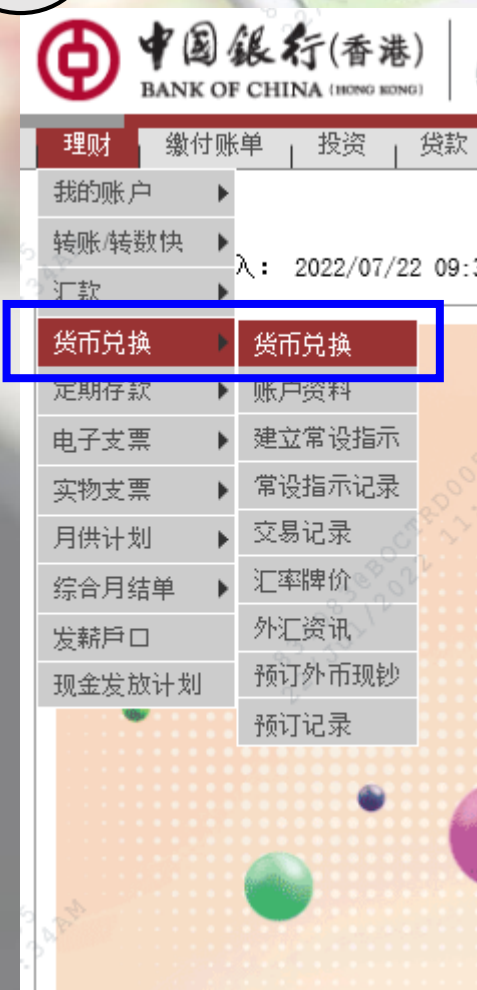 中國銀行(香港)
BANK OF CHINA (HONG KONG)
理财 缴付账单 投资 贷款
我的账户
转账/转数快
入： 2022/07/22 09:3
汇款
货币兑换 货币兑换
定期存款 账户资料
电子支票 建立常设指示
实物支票 常设指示记录
月供计划 交易记录
综合月结单 汇率牌价
发薪户口 外汇资讯
现金发放计划 预订外币现钞
预订记录